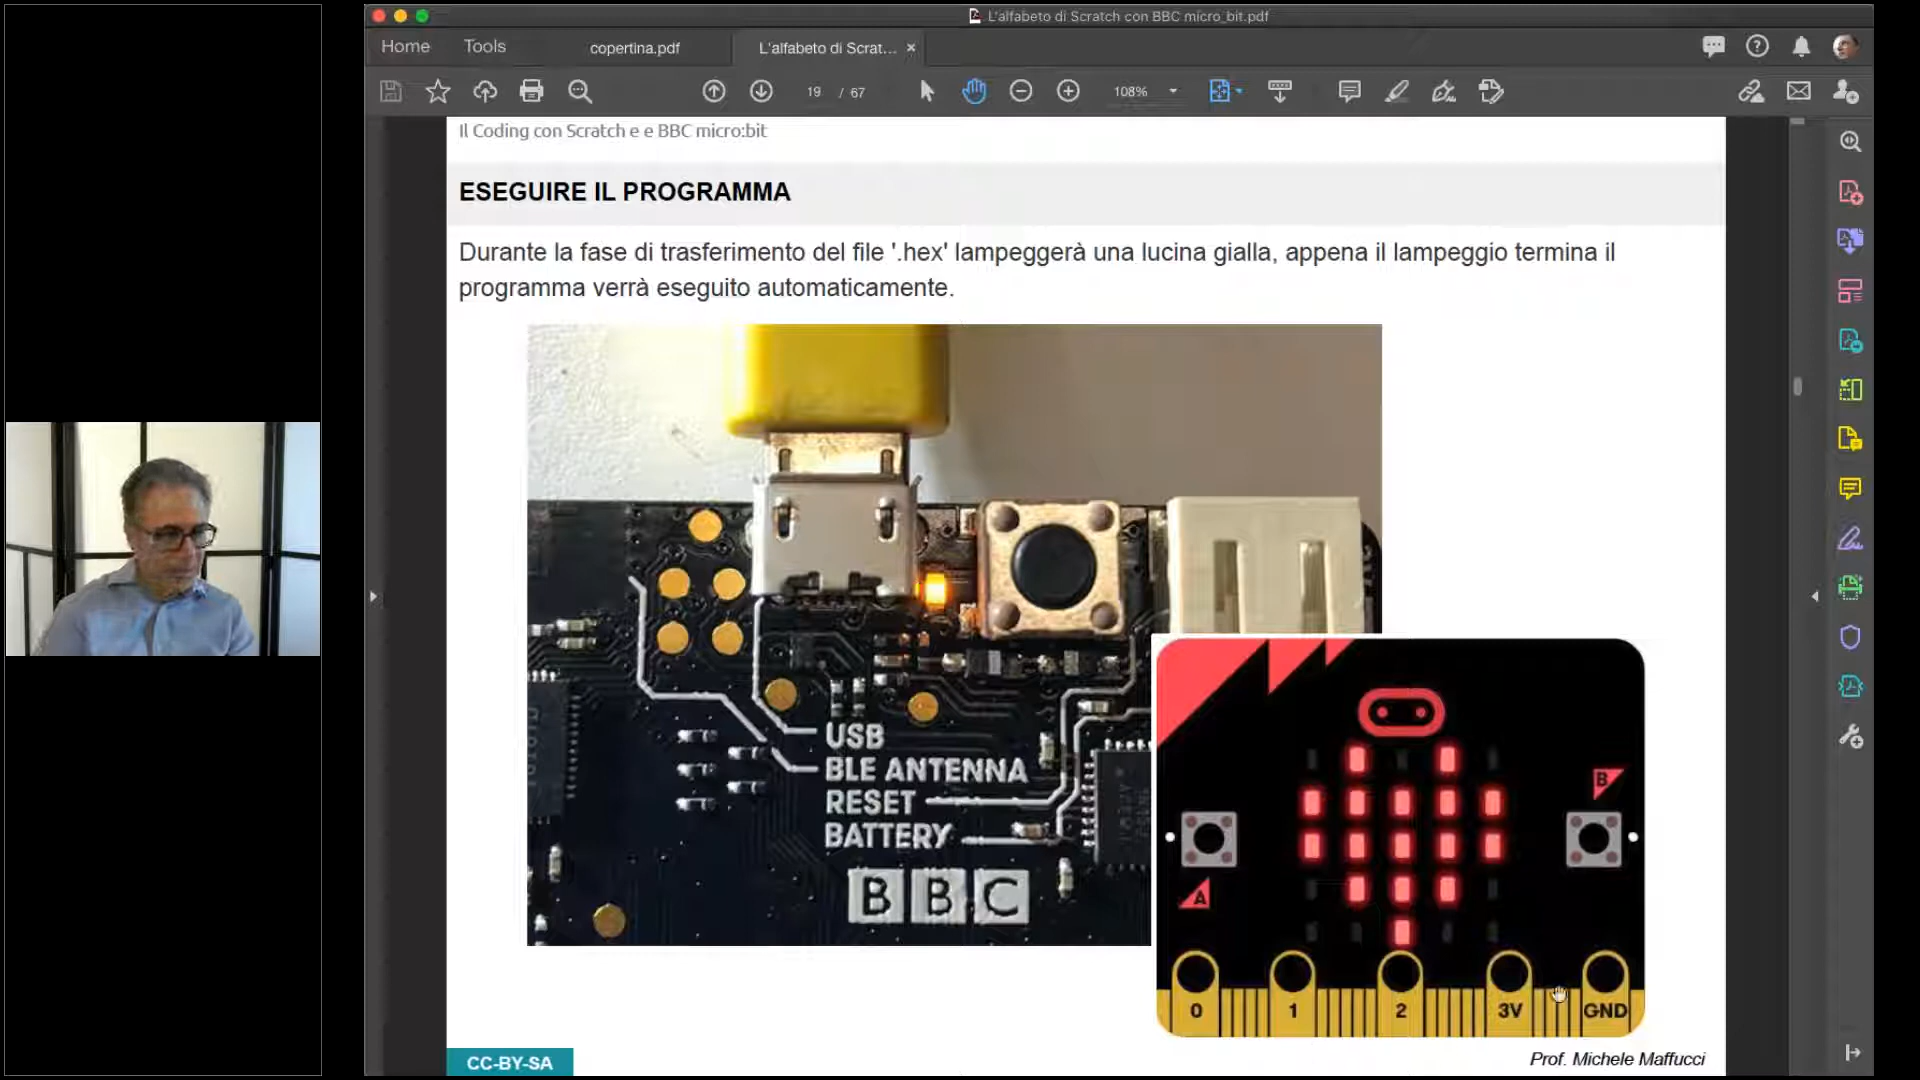 L'alfabeto di Scratch con BBC micro_bit.pdf
Home
Tools
copertina.pdf
L'alfabeto di Scrat...
19 / 67
108%
Il Coding con Scratch e e BBC micro:bit
ESEGUIRE IL PROGRAMMA
Durante la fase di trasferimento del file '.hex' lampeggerà una lucina gialla, appena il lampeggio termina il
programma verrà eseguito automaticamente.
USB
BLE ANTENNA
RESET
BATTERY
BBC
B
A
0
1
2
3V
GND
CC-BY-SA
Prof. Michele Maffucci